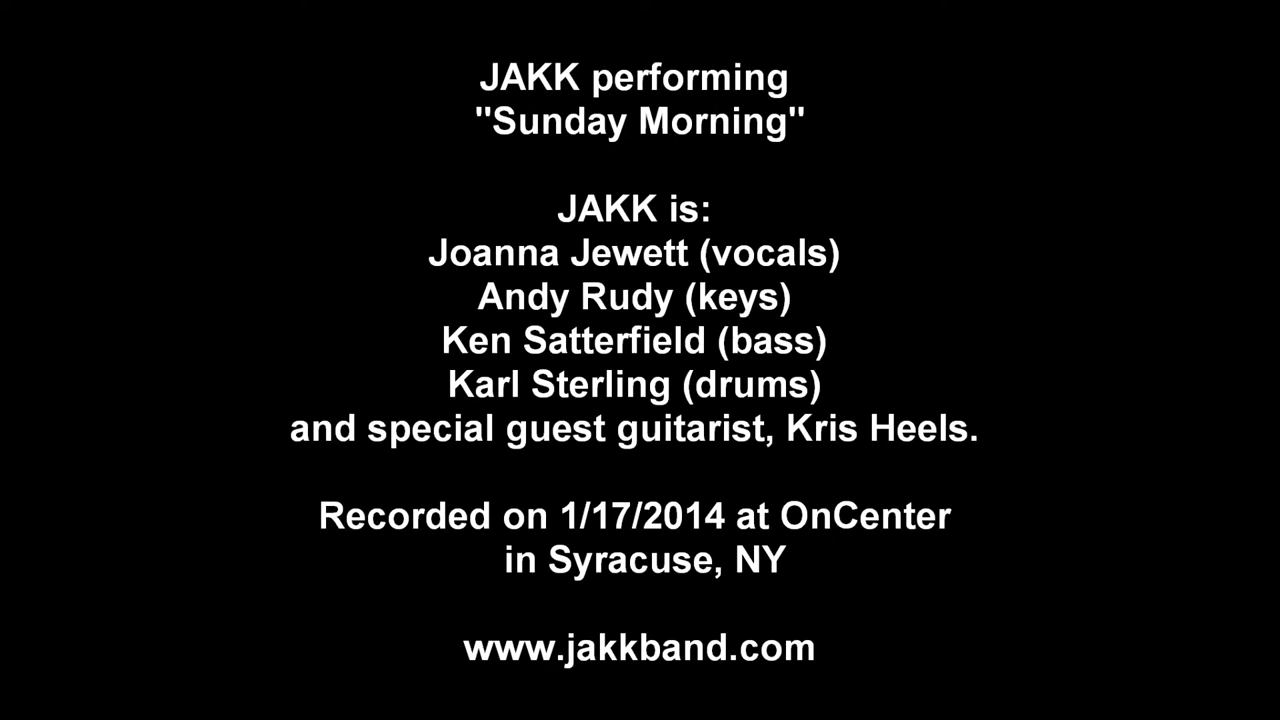 JAKK performing
"Sunday Morning"
JAKK is:
Joanna Jewett (vocals)
Andy Rudy (keys)
Ken Satterfield (bass)
Karl Sterling (drums)
and special guest guitarist, Kris Heels.
Recorded on 1/17/2014 at OnCenter
in Syracuse, NY
www.jakkband.com